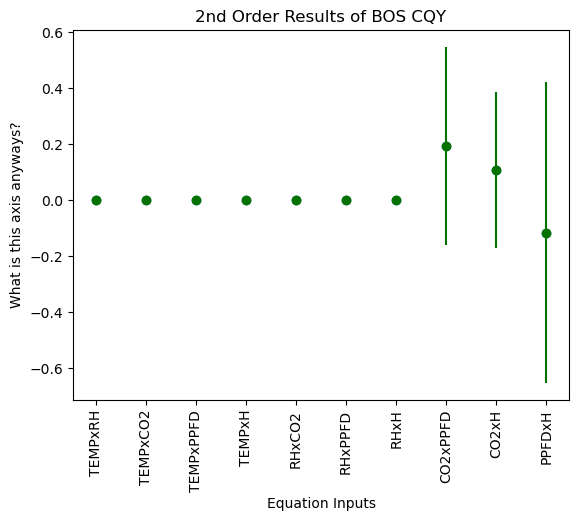 2nd Order Results of BOS CQY
What is this axis anyways?
0.6
0.4
0.2
0.0
−0.2
−0.4
−0.6
TEMPxRH
TEMPxCO2
TEMPxPPFD
TEMPxH
RHxCO2
RHxPPFD
RHxH
CO2xPPFD
CO2xH
PPFDxH
Equation Inputs